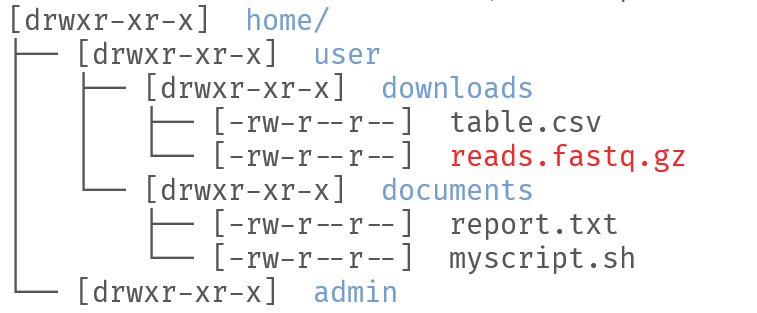 [drwxr-xr-x]  home/
├── [drwxr-xr-x]  user
│   ├── [drwxr-xr-x]  downloads
│   │   ├── [-rw-r--r--]  table.csv
│   │   └── [-rw-r--r--]  reads.fastq.gz
│   └── [drwxr-xr-x]  documents
│       ├── [-rw-r--r--]  report.txt
│       └── [-rw-r--r--]  myscript.sh
└── [drwxr-xr-x]  admin